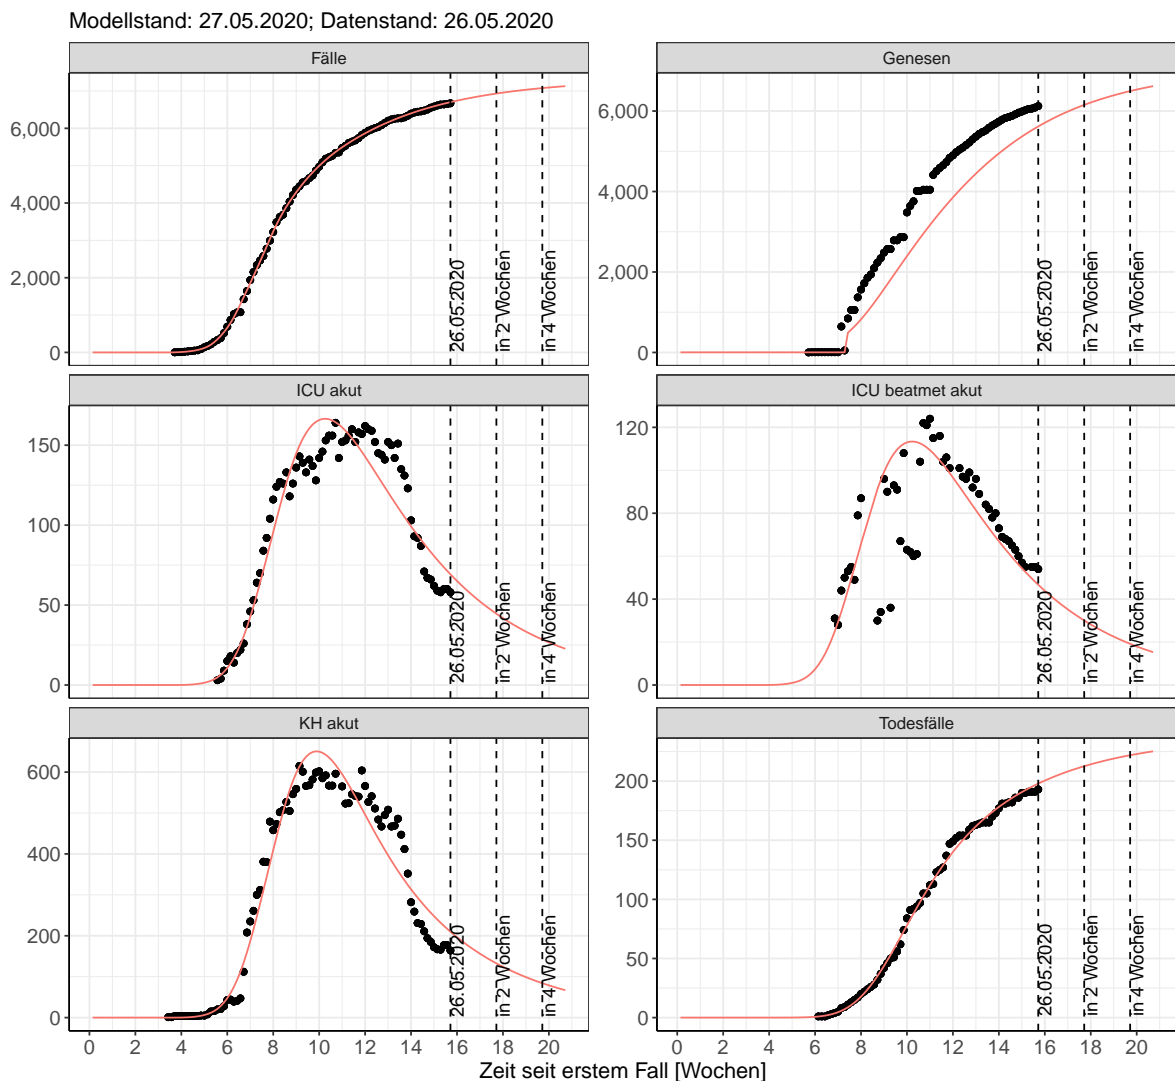 Modellstand: 27.05.2020; Datenstand: 26.05.2020
Fälle
Genesen
6,000
4,000
2,000
0
26.05.2020
in 2 Wochen
in 4 Wochen
6,000
4,000
2,000
0
26.05.2020
in 2 Wochen
in 4 Wochen
ICU akut
ICU beatmet akut
150
100
50
0
26.05.2020
in 2 Wochen
in 4 Wochen
120
80
40
0
26.05.2020
in 2 Wochen
in 4 Wochen
KH akut
Todesfälle
600
400
200
0
26.05.2020
in 2 Wochen
in 4 Wochen
200
150
100
50
0
26.05.2020
in 2 Wochen
in 4 Wochen
0 2 4 6 8 10 12 14 16 18 20
0 2 4 6 8 10 12 14 16 18 20
Zeit seit erstem Fall [Wochen]